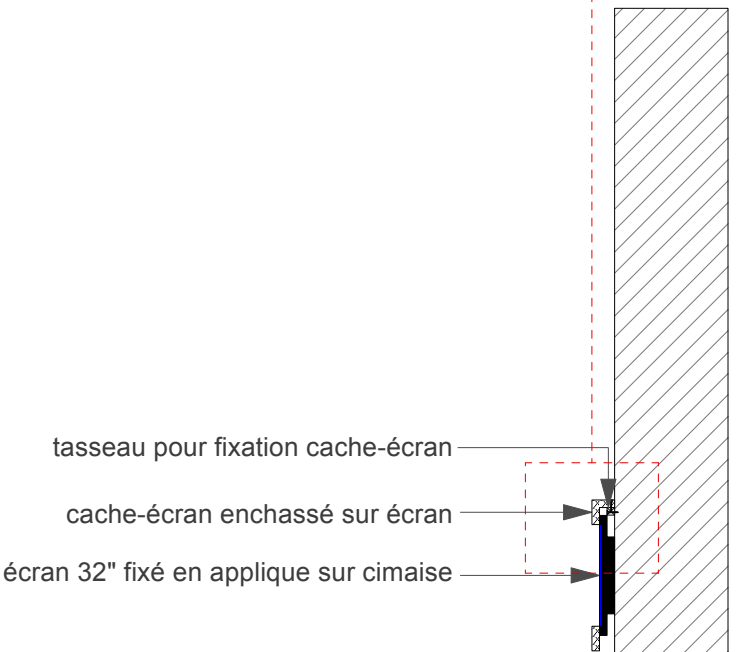 tasseau pour fixation cache-écran
cache-écran enchassé sur écran
écran 32" fixé en applique sur cimaise